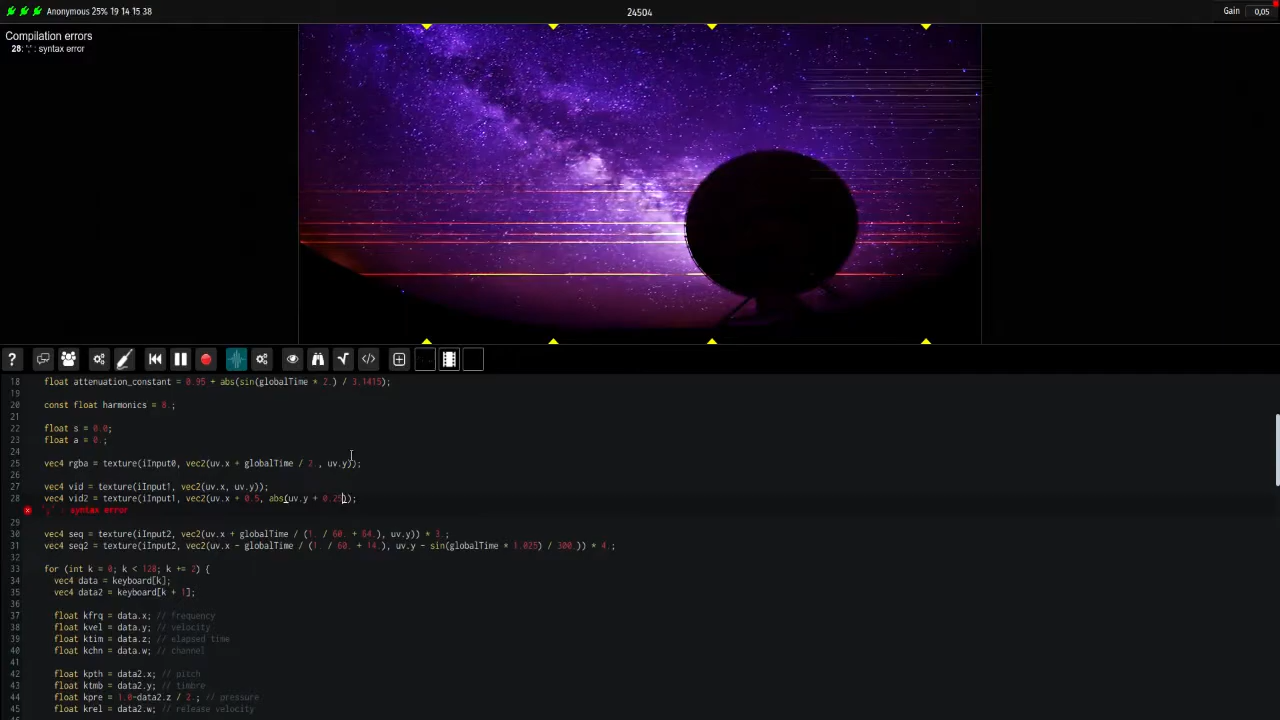 Anonymous 25% 19 14 15 38
24504
Gain 0,05
Compilation errors
28: ';' : syntax error
?
18 float attenuation_constant = 0.95 + abs(sin(globalTime * 2.) / 3.1415);
19
20 const float harmonics = 8.;
21
22 float s = 0.0;
23 float a = 0.;
24
25 vec4 rgba = texture(iInput0, vec2(uv.x + globalTime / 2 , uv.y));
26
27 vec4 vid = texture(iInput1, vec2(uv.x, uv.y));
28 vec4 vid2 = texture(iInput1, vec2(uv.x + 0.5, abs(uv.y + 0.25));
';' : syntax error
29
30 vec4 seq = texture(iInput2, vec2(uv.x + globalTime / (1. / 60. + 64.), uv.y)) * 3.;
31 vec4 seq2 = texture(iInput2, vec2(uv.x - globalTime / (1. / 60. + 14.), uv.y - sin(globalTime * 1.025) / 300.)) * 4.;
32
33 for (int k = 0; k < 128; k += 2) {
34 vec4 data = keyboard[k];
35 vec4 data2 = keyboard[k + 1];
36
37 float kfrq = data.x; // frequency
38 float kvel = data.y; // velocity
39 float ktim = data.z; // elapsed time
40 float kchn = data.w; // channel
41
42 float kpth = data2.x; // pitch
43 float ktmb = data2.y; // timbre
44 float kpre = 1.0-data2.z / 2.; // pressure
45 float krel = data2.w; // release velocity